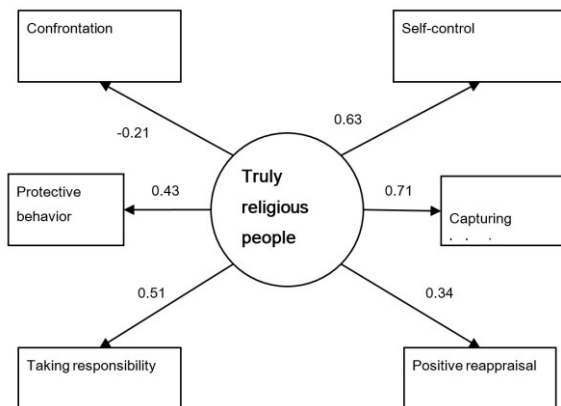 Confrontation
Self-control
-0.21
0.63
Protective
behavior
0.43
Truly
religious
people
0.71
Capturing
0.51
0.34
Taking responsibility
Positive reappraisal